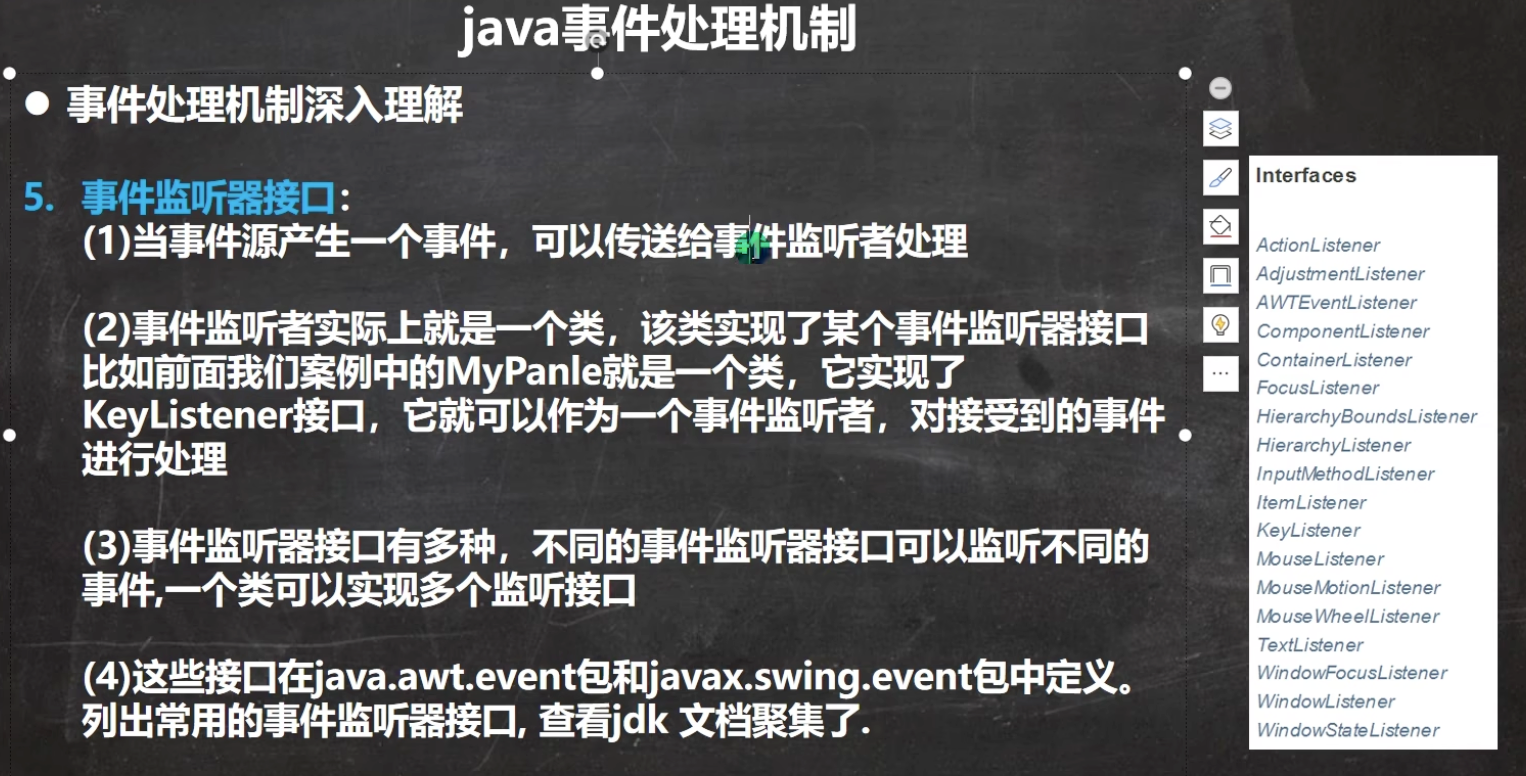 java事件处理机制
● 事件处理机制深入理解
5. 事件监听器接口：
(1)当事件源产生一个事件，可以传送给事件监听者处理
(2)事件监听者实际上就是一个类，该类实现了某个事件监听器接口
比如前面我们案例中的MyPanle就是一个类，它实现了
KeyListener接口，它就可以作为一个事件监听者，对接受到的事件
进行处理
(3)事件监听器接口有多种，不同的事件监听器接口可以监听不同的
事件,一个类可以实现多个监听接口
(4)这些接口在java.awt.event包和javax.swing.event包中定义。
列出常用的事件监听器接口, 查看jdk 文档聚集了.
Interfaces
ActionListener
AdjustmentListener
AWTEventListener
ComponentListener
ContainerListener
FocusListener
HierarchyBoundsListener
HierarchyListener
InputMethodListener
ItemListener
KeyListener
MouseListener
MouseMotionListener
MouseWheelListener
TextListener
WindowFocusListener
WindowListener
WindowStateListener